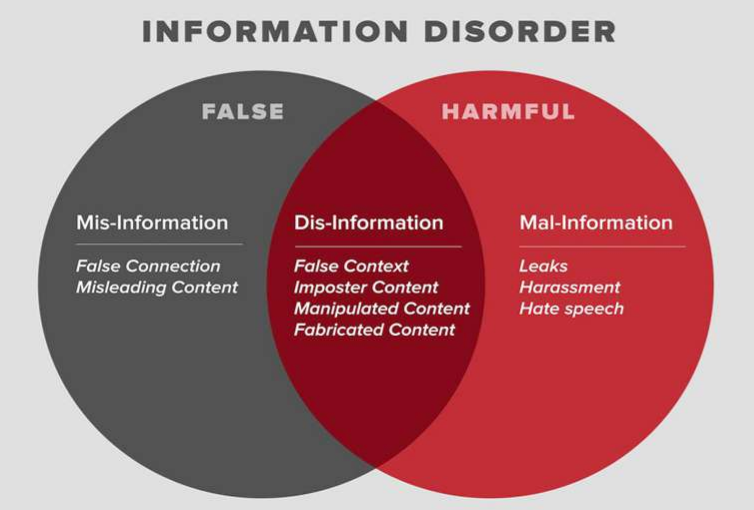 INFORMATION DISORDER
FALSE
HARMFUL
Mis-Information
False Connection
Misleading Content
Dis-Information
False Context
Imposter Content
Manipulated Content
Fabricated Content
Mal-Information
Leaks
Harassment
Hate speech